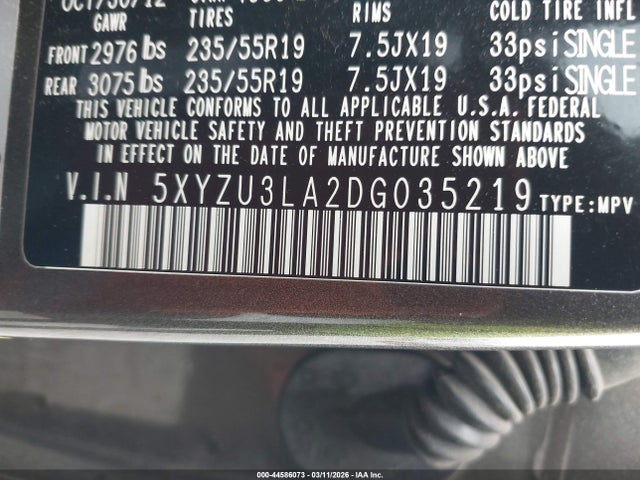 OCT/30/12
GAWR TIRES RIMS COLD TIRE INFL
FRONT 2976 lbs 235/55R19 7.5JX19 33psi SINGLE
REAR 3075 lbs 235/55R19 7.5JX19 33psi SINGLE
THIS VEHICLE CONFORMS TO ALL APPLICABLE U.S.A. FEDERAL
MOTOR VEHICLE SAFETY AND THEFT PREVENTION STANDARDS
IN EFFECT ON THE DATE OF MANUFACTURE SHOWN ABOVE
V.I.N 5XYZU3LA2DG035219 TYPE: MPV
000-44586073 - 03/11/2026 - IAA Inc.